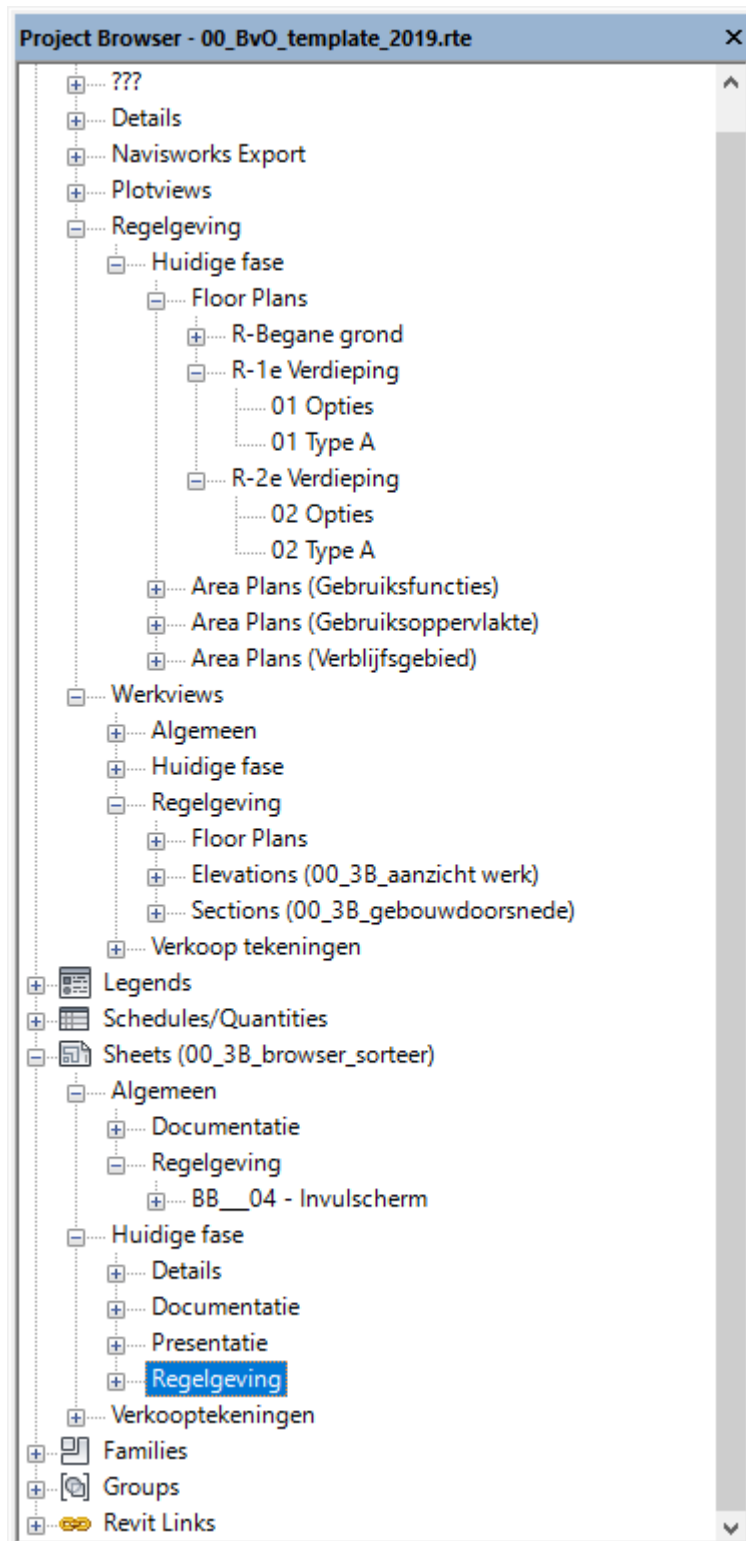 Project Browser - 00_BvO_template_2019.rte
???
Details
Navisworks Export
Plotviews
Regelgeving
Huidige fase
Floor Plans
R-Begane grond
R-1e Verdieping
01 Opties
01 Type A
R-2e Verdieping
02 Opties
02 Type A
Area Plans (Gebruiksfuncties)
Area Plans (Gebruiksoppervlakte)
Area Plans (Verblijfsgebied)
Werkviews
Algemeen
Huidige fase
Regelgeving
Floor Plans
Elevations (00_3B_aanzicht werk)
Sections (00_3B_gebouwdoorsnede)
Verkoop tekeningen
Legends
Schedules/Quantities
Sheets (00_3B_browser_sorteer)
Algemeen
Documentatie
Regelgeving
BB__04 - Invulscherm
Huidige fase
Details
Documentatie
Presentatie
Regelgeving
Verkooptekeningen
Families
Groups
Revit Links